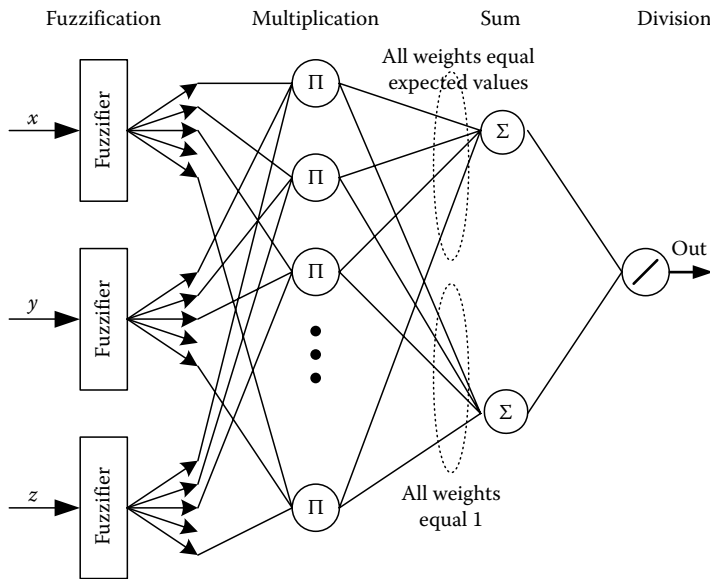 Fuzzification Multiplication Sum Division
All weights equal
expected values
x
Fuzzifier
Π
Σ
Π
y
Fuzzifier
Π
Out
z
Fuzzifier
Π
Σ
All weights
equal 1